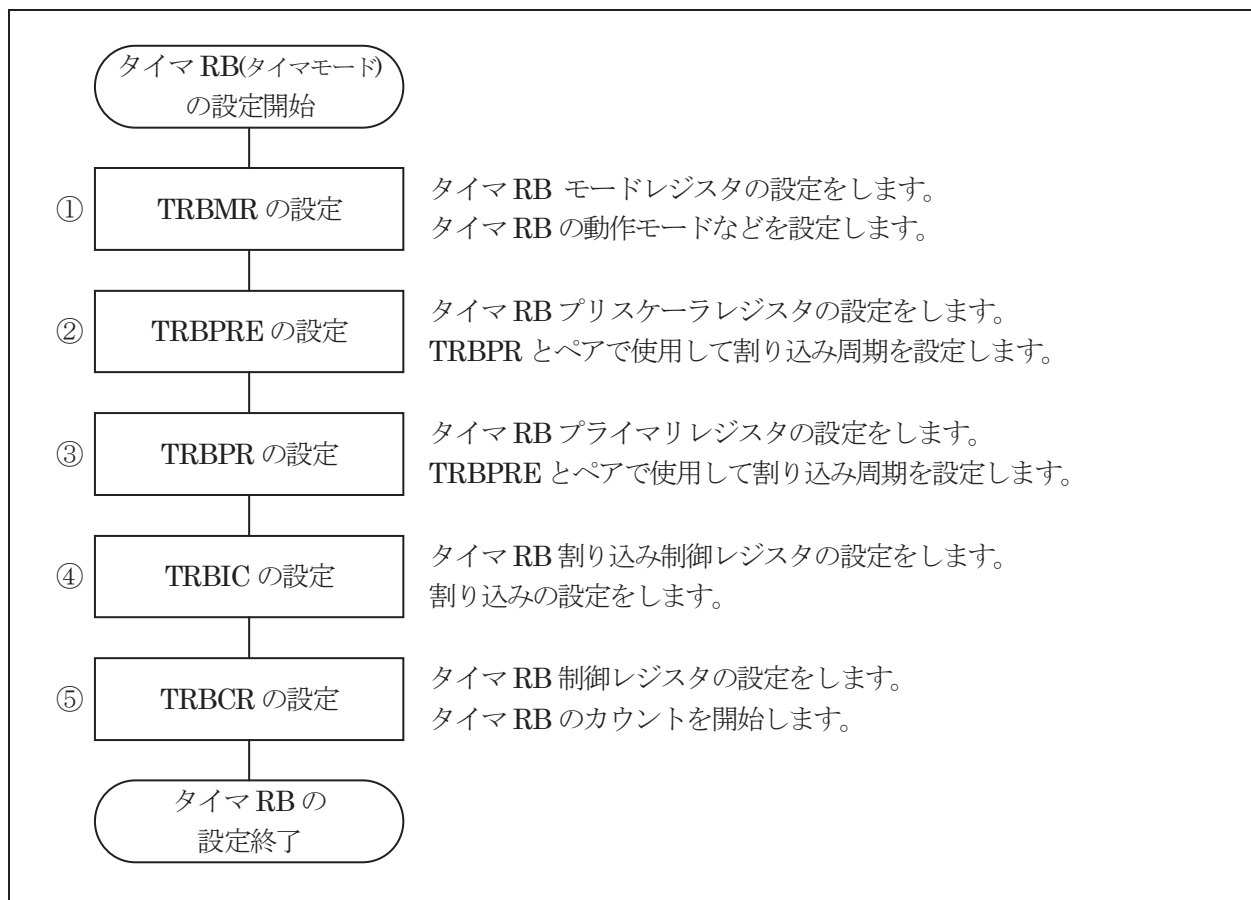 タイマ RB(タイマモード)
の設定開始
① TRBMR の設定
タイマ RB モードレジスタの設定をします。
タイマ RB の動作モードなどを設定します。
② TRBPRE の設定
タイマ RB プリスケーラレジスタの設定をします。
TRBPR とペアで使用して割り込み周期を設定します。
③ TRBPR の設定
タイマ RB プライマリレジスタの設定をします。
TRBPRE とペアで使用して割り込み周期を設定します。
④ TRBIC の設定
タイマ RB 割り込み制御レジスタの設定をします。
割り込みの設定をします。
⑤ TRBCR の設定
タイマ RB 制御レジスタの設定をします。
タイマ RB のカウントを開始します。
タイマ RB の
設定終了